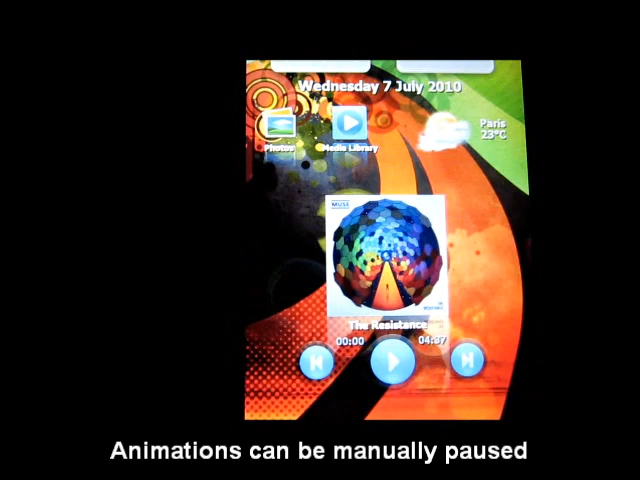 Wednesday 7 July 2010
Paris
23°C
Photos
Media Library
MUSE
The Resistance
00:00
04:37
Animations can be manually paused